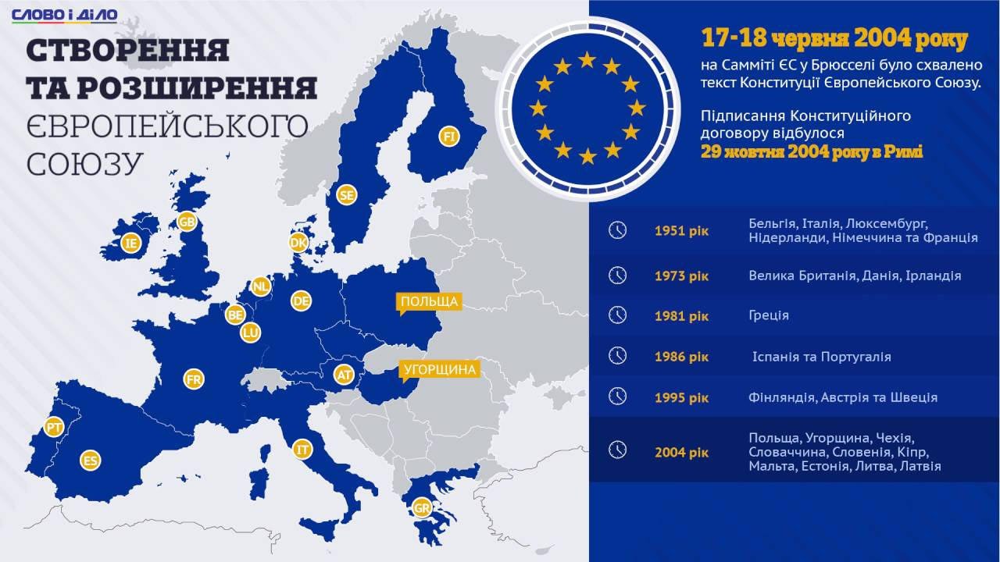 СЛОВО І ДІЛО
СТВОРЕННЯ
ТА РОЗШИРЕННЯ
ЄВРОПЕЙСЬКОГО
СОЮЗУ
17-18 червня 2004 року
на Самміті ЄС у Брюсселі було схвалено
текст Конституції Європейського Союзу.
Підписання Конституційного
договору відбулося
29 жовтня 2004 року в Римі
FI
SE
GB
IE
DK
NL
DE
BE
LU
ПОЛЬЩА
УГОРЩИНА
AT
FR
PT
ES
IT
GR
1951 рік
Бельгія, Італія, Люксембург,
Нідерланди, Німеччина та Франція
1973 рік
Велика Британія, Данія, Ірландія
1981 рік
Греція
1986 рік
Іспанія та Португалія
1995 рік
Фінляндія, Австрія та Швеція
2004 рік
Польща, Угорщина, Чехія,
Словаччина, Словенія, Кіпр,
Мальта, Естонія, Литва, Латвія